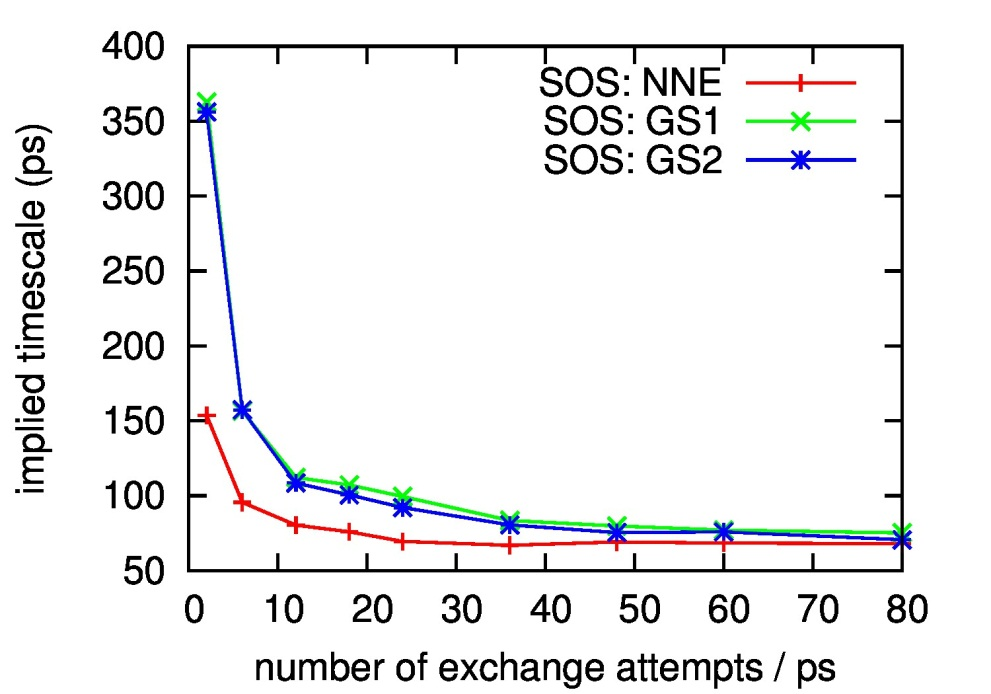 400
350
300
250
200
150
100
50
implied timescale (ps)
SOS: NNE
SOS: GS1
SOS: GS2
0 10 20 30 40 50 60 70 80
number of exchange attempts / ps